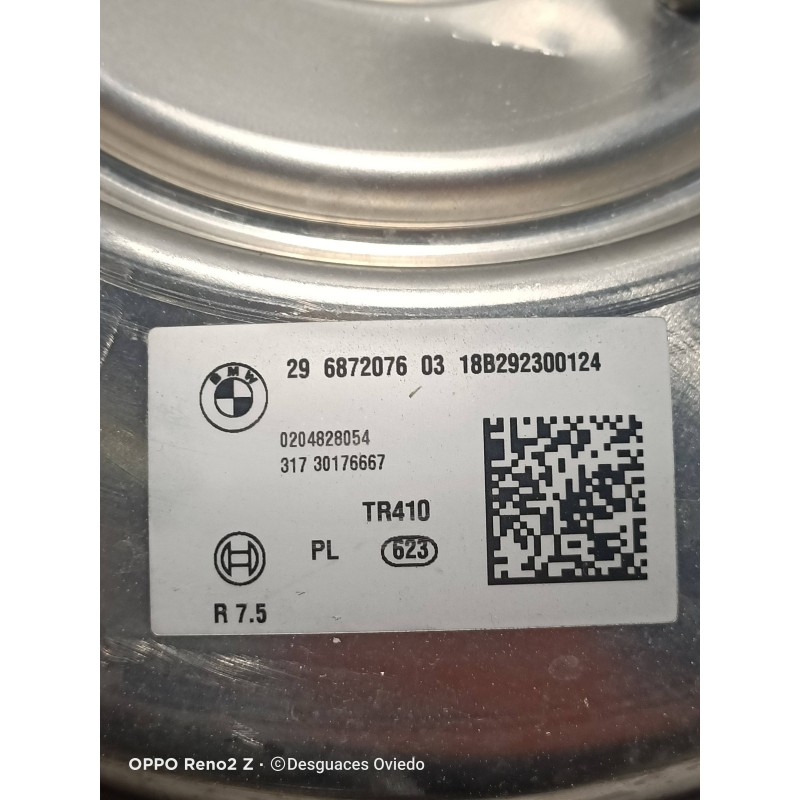 BMW
29 6872076 03 18B292300124
0204828054
317 30176667
TR410
PL 623
R 7.5
OPPO Reno2 Z · ©Desguaces Oviedo